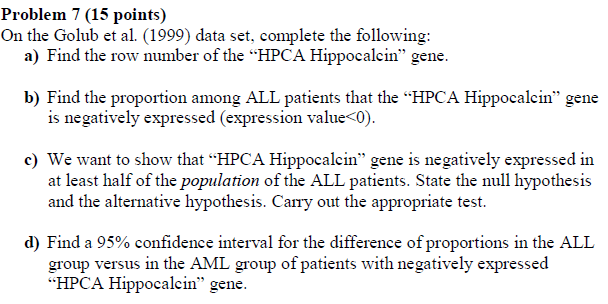 Problem 7 (15 points)
On the Golub et al. (1999) data set, complete the following:
a) Find the row number of the “HPCA Hippocalcin” gene.
b) Find the proportion among ALL patients that the “HPCA Hippocalcin” gene
is negatively expressed (expression value<0).
c) We want to show that “HPCA Hippocalcin” gene is negatively expressed in
at least half of the population of the ALL patients. State the null hypothesis
and the alternative hypothesis. Carry out the appropriate test.
d) Find a 95% confidence interval for the difference of proportions in the ALL
group versus in the AML group of patients with negatively expressed
“HPCA Hippocalcin” gene.